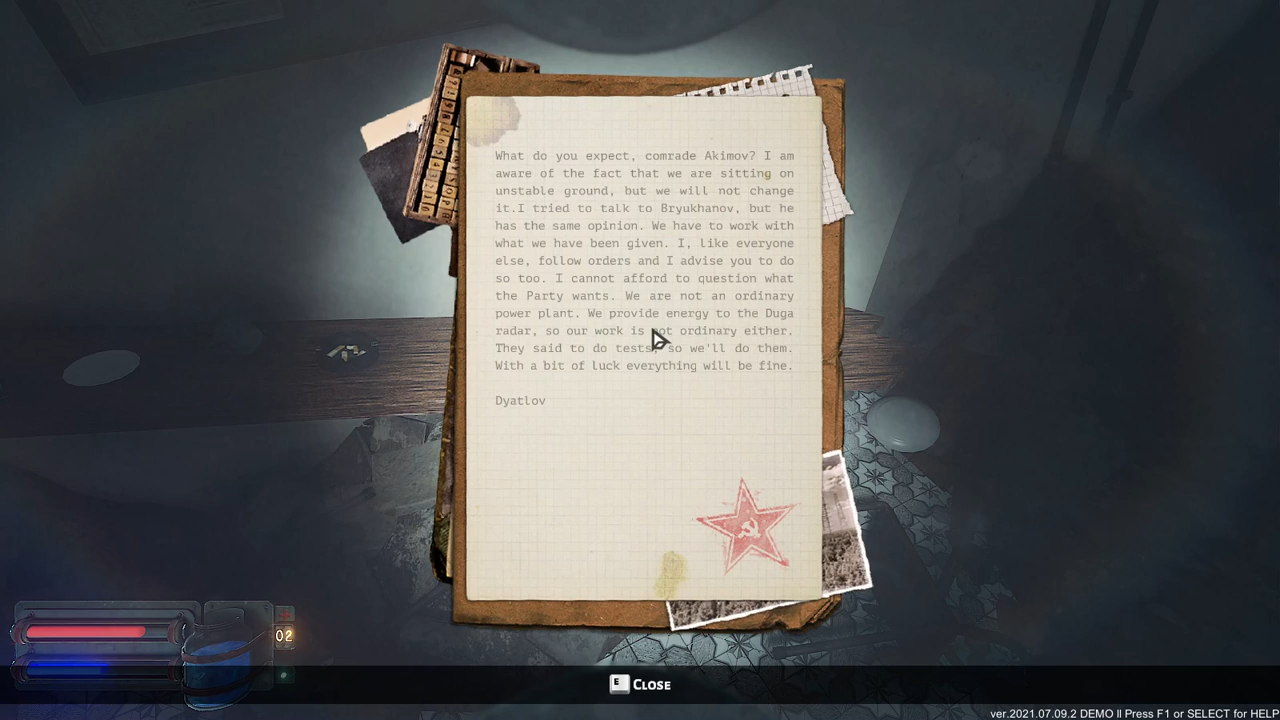 What do you expect, comrade Akimov? I am
aware of the fact that we are sitting on
unstable ground, but we will not change
it.I tried to talk to Bryukhanov, but he
has the same opinion. We have to work with
what we have been given. I, like everyone
else, follow orders and I advise you to do
so too. I cannot afford to question what
the Party wants. We are not an ordinary
power plant. We provide energy to the Duga
radar, so our work is not ordinary either.
They said to do tests, so we'll do them.
With a bit of luck everything will be fine.
Dyatlov
02
E CLOSE
ver.2021.07.09.2 DEMO || Press F1 or SELECT for HELP